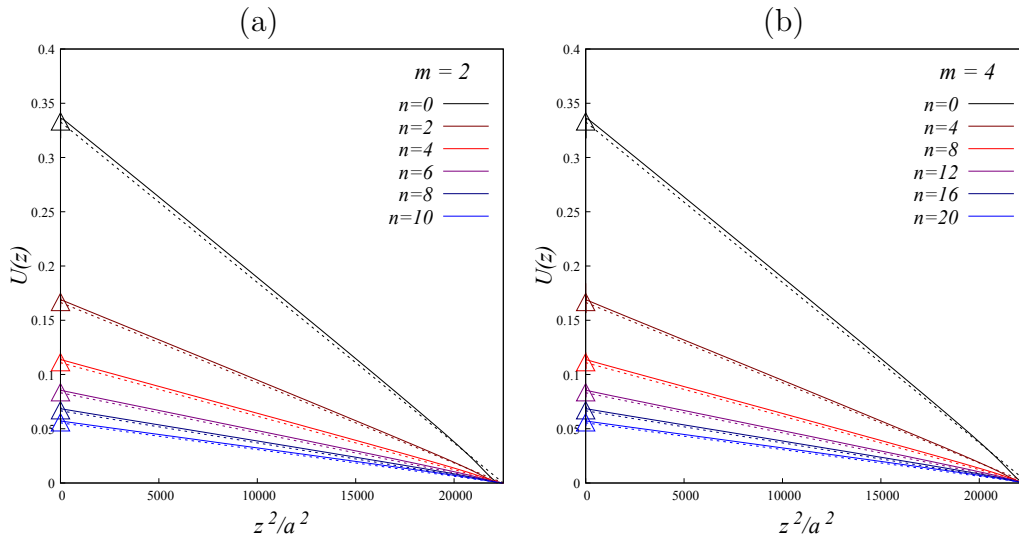 (a)
m = 2
n=0
n=2
n=4
n=6
n=8
n=10
U(z)
0.4
0.35
0.3
0.25
0.2
0.15
0.1
0.05
0
0
5000
10000
15000
20000
z²/a²
(b)
m = 4
n=0
n=4
n=8
n=12
n=16
n=20
U(z)
0.4
0.35
0.3
0.25
0.2
0.15
0.1
0.05
0
0
5000
10000
15000
20000
z²/a²